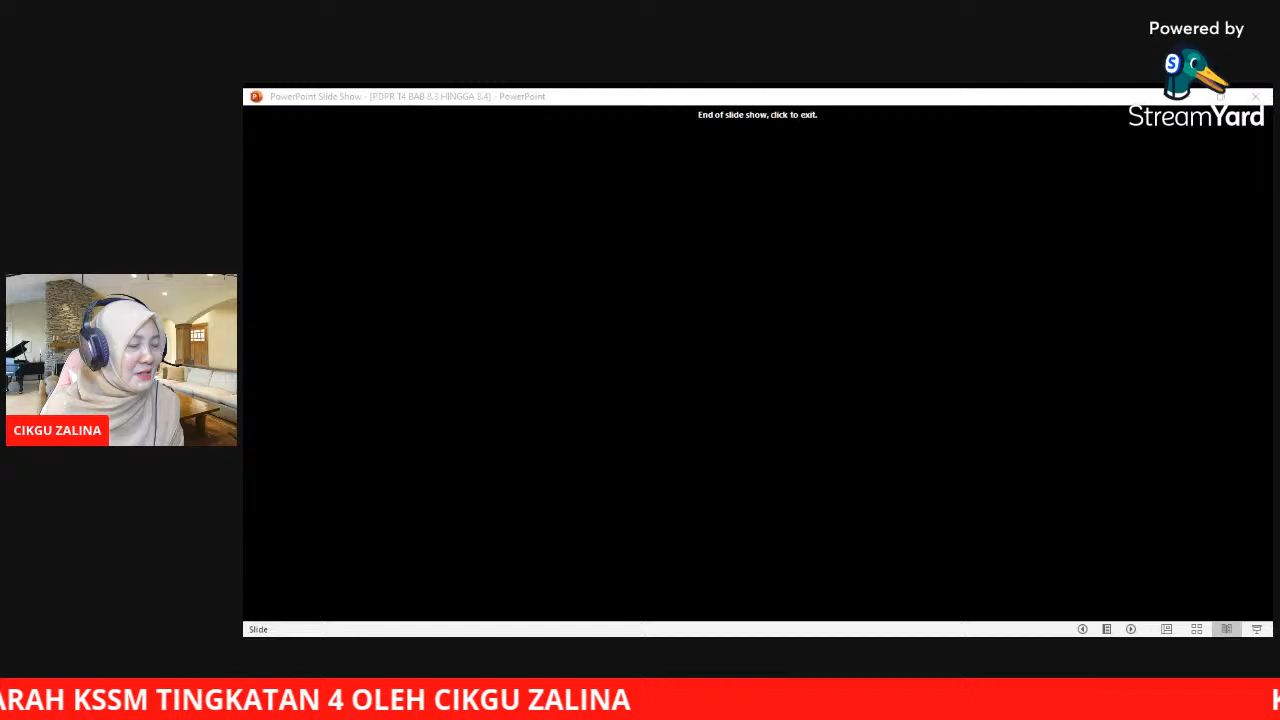 Powered by
StreamYard
PowerPoint Slide Show - [PDPR T4 BAB 8.3 HINGGA 8.4] - PowerPoint
End of slide show, click to exit.
CIKGU ZALINA
Slide
ARAH KSSM TINGKATAN 4 OLEH CIKGU ZALINA